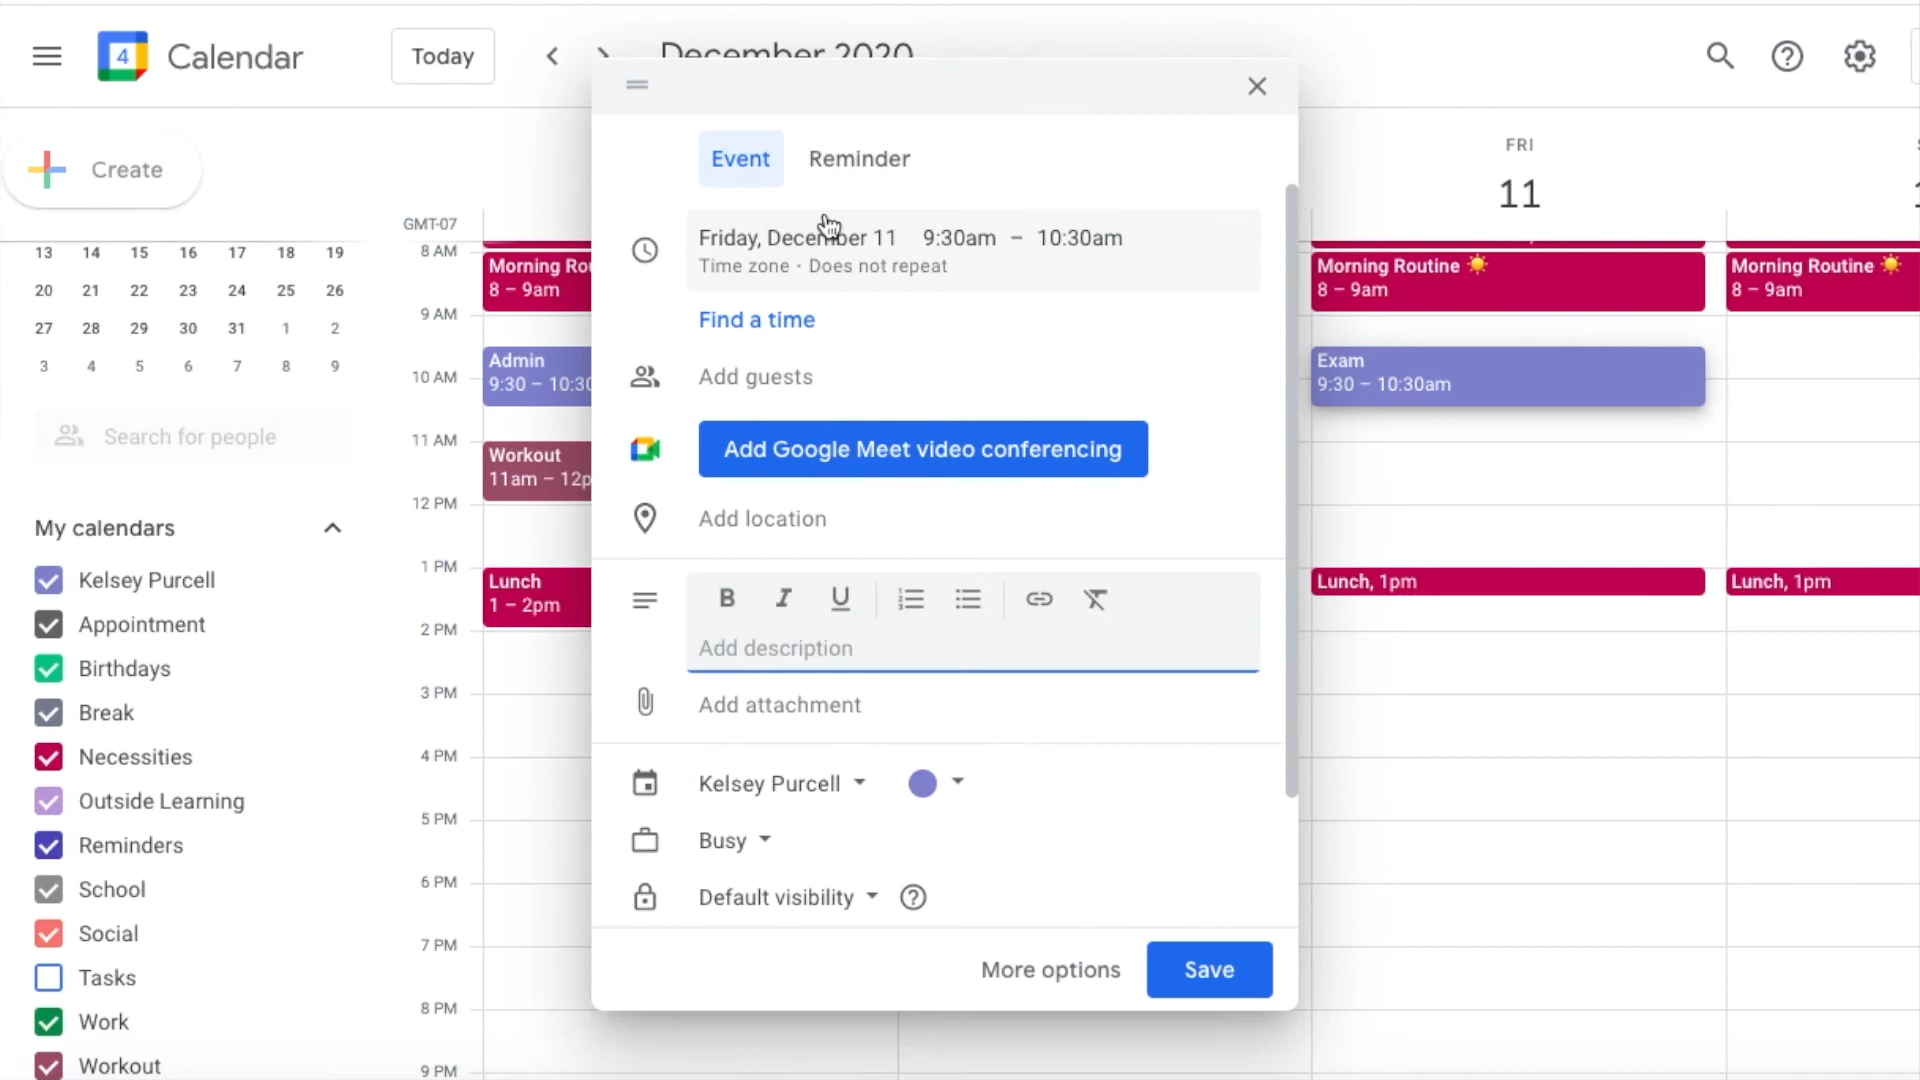 4
Calendar
Today
December 2020
Create
GMT-07
13 14 15 16 17 18 19
20 21 22 23 24 25 26
27 28 29 30 31 1 2
3 4 5 6 7 8 9
Search for people
My calendars
Kelsey Purcell
Appointment
Birthdays
Break
Necessities
Outside Learning
Reminders
School
Social
Tasks
Work
Workout
8 AM
9 AM
10 AM
11 AM
12 PM
1 PM
2 PM
3 PM
4 PM
5 PM
6 PM
7 PM
8 PM
9 PM
Morning Ro
8 – 9am
Admin
9:30 – 10:30
Workout
11am – 12p
Lunch
1 – 2pm
Event Reminder
Friday, December 11 9:30am – 10:30am
Time zone · Does not repeat
Find a time
Add guests
Add Google Meet video conferencing
Add location
B I U
Add description
Add attachment
Kelsey Purcell
Busy
Default visibility
More options
Save
FRI
11
Morning Routine
8 – 9am
Exam
9:30 – 10:30am
Lunch, 1pm
Morning Routine
8 – 9am
Lunch, 1pm